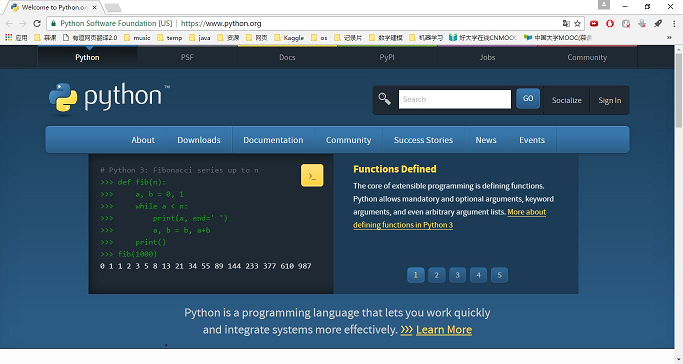 Welcome to Python.o
Python Software Foundation [US] https://www.python.org
应用 慕课 有道网页翻译2.0 music temp java 资源 网页 Kaggle os 记录片 数学建模 机器学习 好大学在线CNMOOC 中国大学MOOC(慕
Python PSF Docs PyPI Jobs Community
python™
Search GO Socialize Sign In
About Downloads Documentation Community Success Stories News Events
# Python 3: Fibonacci series up to n
>>> def fib(n):
>>> a, b = 0, 1
>>> while a < n:
>>> print(a, end=' ')
>>> a, b = b, a+b
>>> print()
>>> fib(1000)
0 1 1 2 3 5 8 13 21 34 55 89 144 233 377 610 987
>_
Functions Defined
The core of extensible programming is defining functions.
Python allows mandatory and optional arguments, keyword
arguments, and even arbitrary argument lists. More about
defining functions in Python 3
1 2 3 4 5
Python is a programming language that lets you work quickly
and integrate systems more effectively. >>> Learn More